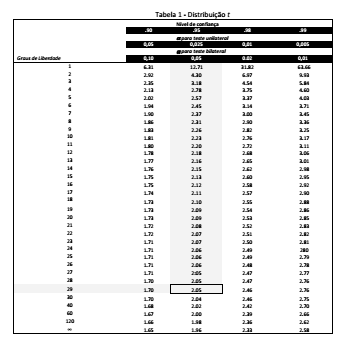 Tabela 1 - Distribuição t
Nível de confiança
.90 .95 .98 .99
α para teste unilateral
0,05 0,025 0,01 0,005
α para teste bilateral
Graus de Liberdade 0,10 0,05 0.02 0,01
1 6.31 12.71 31.82 63.66
2 2.92 4.30 6.97 9.93
3 2.35 3.18 4.54 5.84
4 2.13 2.78 3.75 4.60
5 2.02 2.57 3.37 4.03
6 1.94 2.45 3.14 3.71
7 1.90 2.37 3.00 3.45
8 1.86 2.31 2.90 3.36
9 1.83 2.26 2.82 3.25
10 1.81 2.23 2.76 3.17
11 1.80 2.20 2.72 3.11
12 1.78 2.18 2.68 3.06
13 1.77 2.16 2.65 3.01
14 1.76 2.15 2.62 2.98
15 1.75 2.13 2.60 2.95
16 1.75 2.12 2.58 2.92
17 1.74 2.11 2.57 2.90
18 1.73 2.10 2.55 2.88
19 1.73 2.09 2.54 2.86
20 1.73 2.09 2.53 2.85
21 1.72 2.08 2.52 2.83
22 1.72 2.07 2.51 2.82
23 1.71 2.07 2.50 2.81
24 1.71 2.06 2.49 280
25 1.71 2.06 2.49 2.79
26 1.71 2.06 2.48 2.78
27 1.71 2.05 2.47 2.77
28 1.70 2.05 2.47 2.76
29 1.70 2.05 2.46 2.76
30 1.70 2.04 2.46 2.75
40 1.68 2.02 2.42 2.70
60 1.67 2.00 2.39 2.66
120 1.66 1.98 2.36 2.62
∞ 1.65 1.96 2.33 2.58